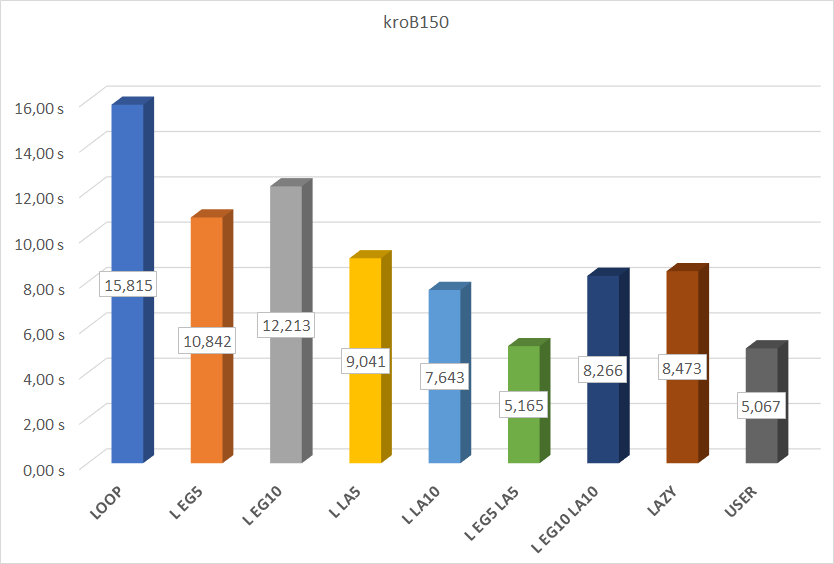 kroB150
16,00 s
14,00 s
12,00 s
10,00 s
8,00 s
6,00 s
4,00 s
2,00 s
0,00 s
15,815
10,842
12,213
9,041
7,643
5,165
8,266
8,473
5,067
LOOP
L EG5
L EG10
L LA5
L LA10
L EG5 LA5
L EG10 LA10
LAZY
USER